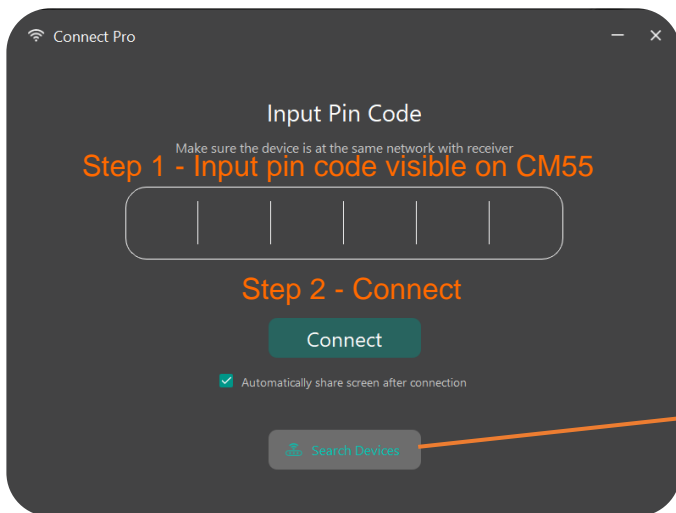 Connect Pro
Input Pin Code
Make sure the device is at the same network with receiver
Step 1 - Input pin code visible on CM55
Step 2 - Connect
Connect
Automatically share screen after connection
Search Devices